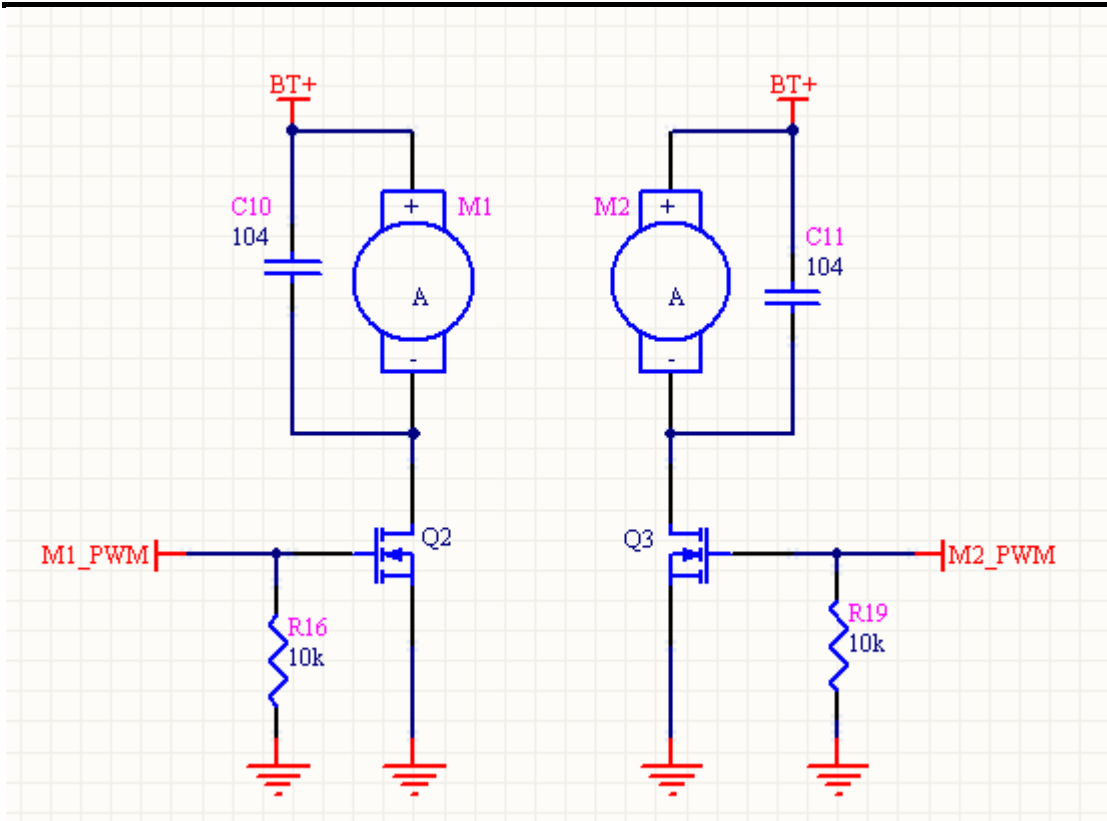 BT+
BT+
C10
104
+
M1
M2
+
C11
104
A
A
-
-
M1_PWM
Q2
Q3
M2_PWM
R16
10k
R19
10k